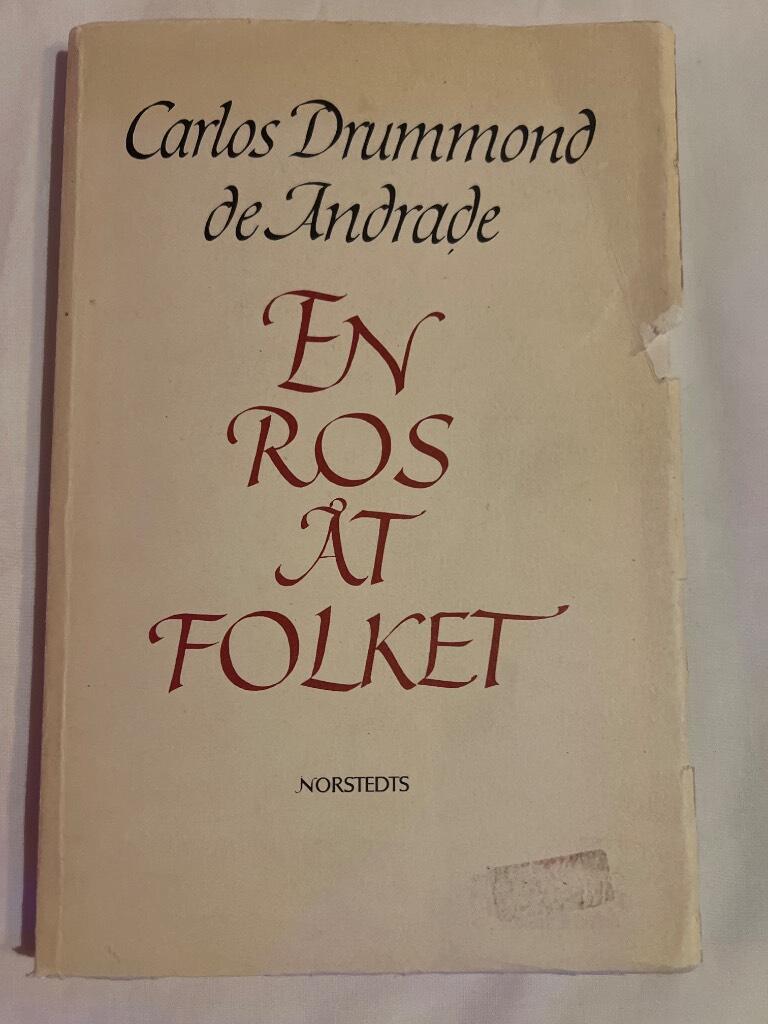 Carlos Drummond
de Andrade
EN
ROS
ÅT
FOLKET
NORSTEDTS